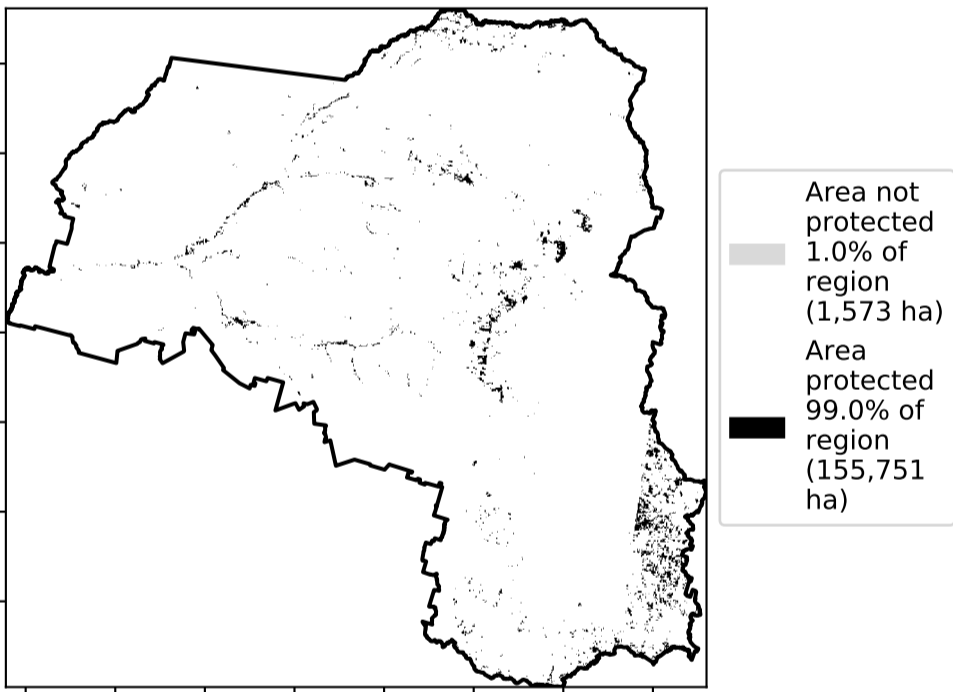 Area not
protected
1.0% of
region
(1,573 ha)
Area
protected
99.0% of
region
(155,751
ha)